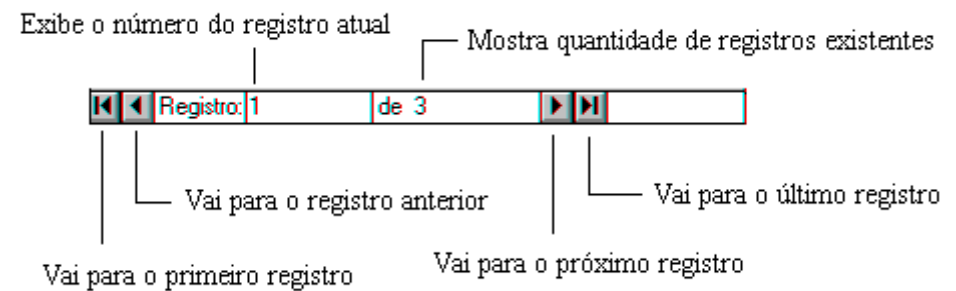 Exibe o número do registro atual
Mostra quantidade de registros existentes
Registro: 1 de 3
Vai para o registro anterior
Vai para o último registro
Vai para o primeiro registro
Vai para o próximo registro